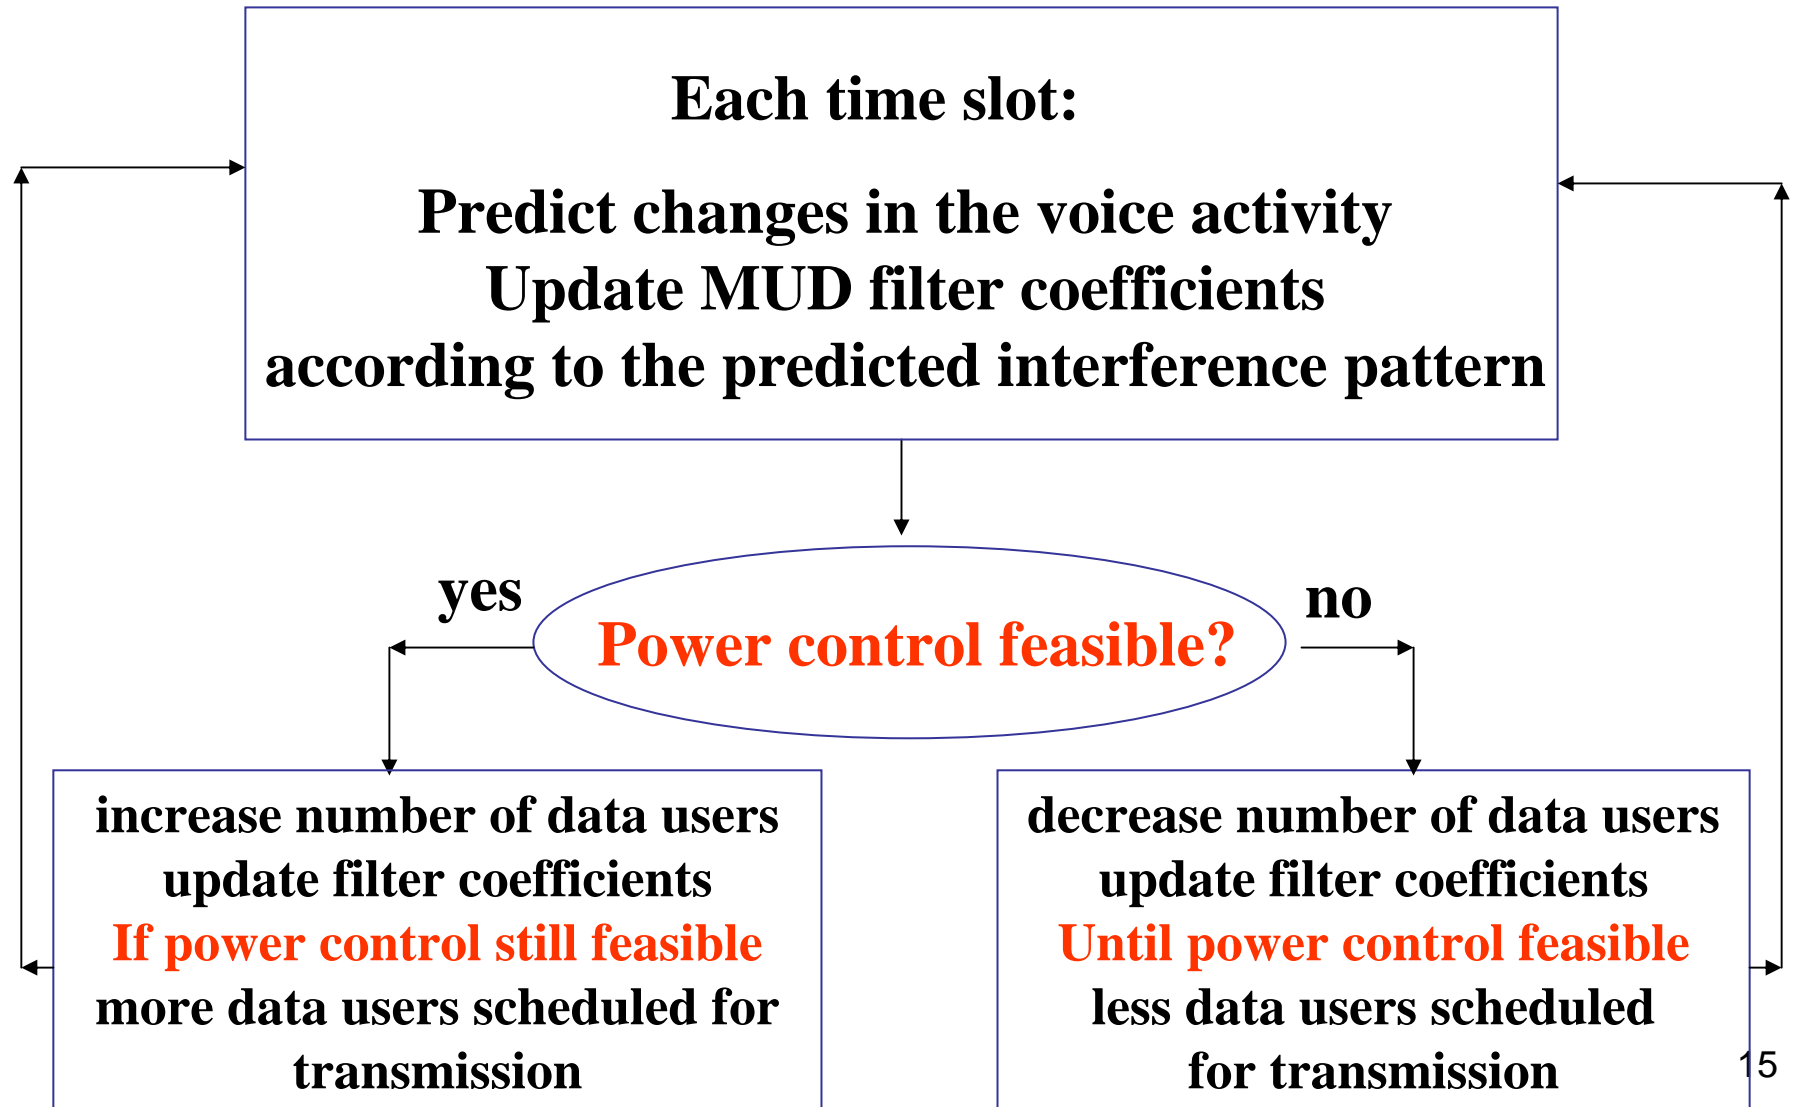 Each time slot:
Predict changes in the voice activity
Update MUD filter coefficients
according to the predicted interference pattern
yes
Power control feasible?
no
increase number of data users
update filter coefficients
If power control still feasible
more data users scheduled for
transmission
decrease number of data users
update filter coefficients
Until power control feasible
less data users scheduled
for transmission
15